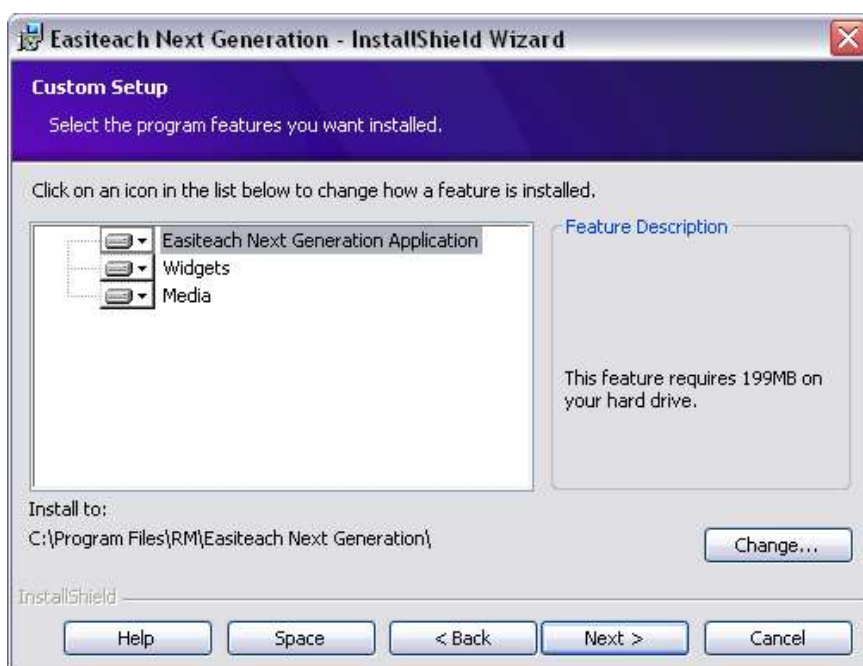 Easiteach Next Generation - InstallShield Wizard
Custom Setup
Select the program features you want installed.
Click on an icon in the list below to change how a feature is installed.
Easiteach Next Generation Application
Widgets
Media
Feature Description
This feature requires 199MB on
your hard drive.
Install to:
C:\Program Files\RM\Easiteach Next Generation\
Change...
InstallShield
Help
Space
< Back
Next >
Cancel